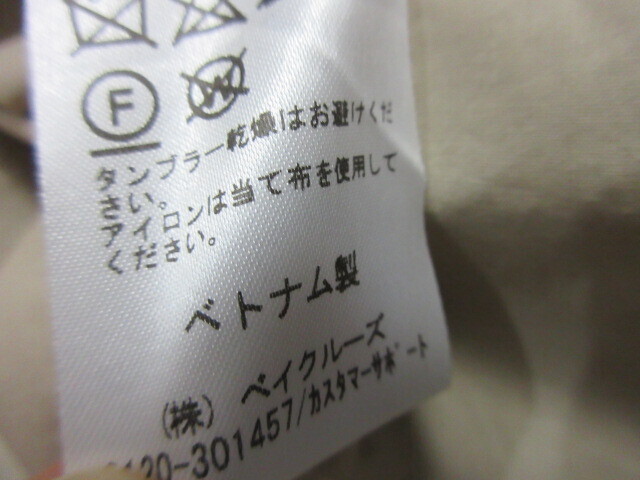 F
W
タンブラー乾燥はお避けくだ
さい。
アイロンは当て布を使用して
ください。
ベトナム製
(株) ベイクルーズ
0120-301457/カスタマーサポート